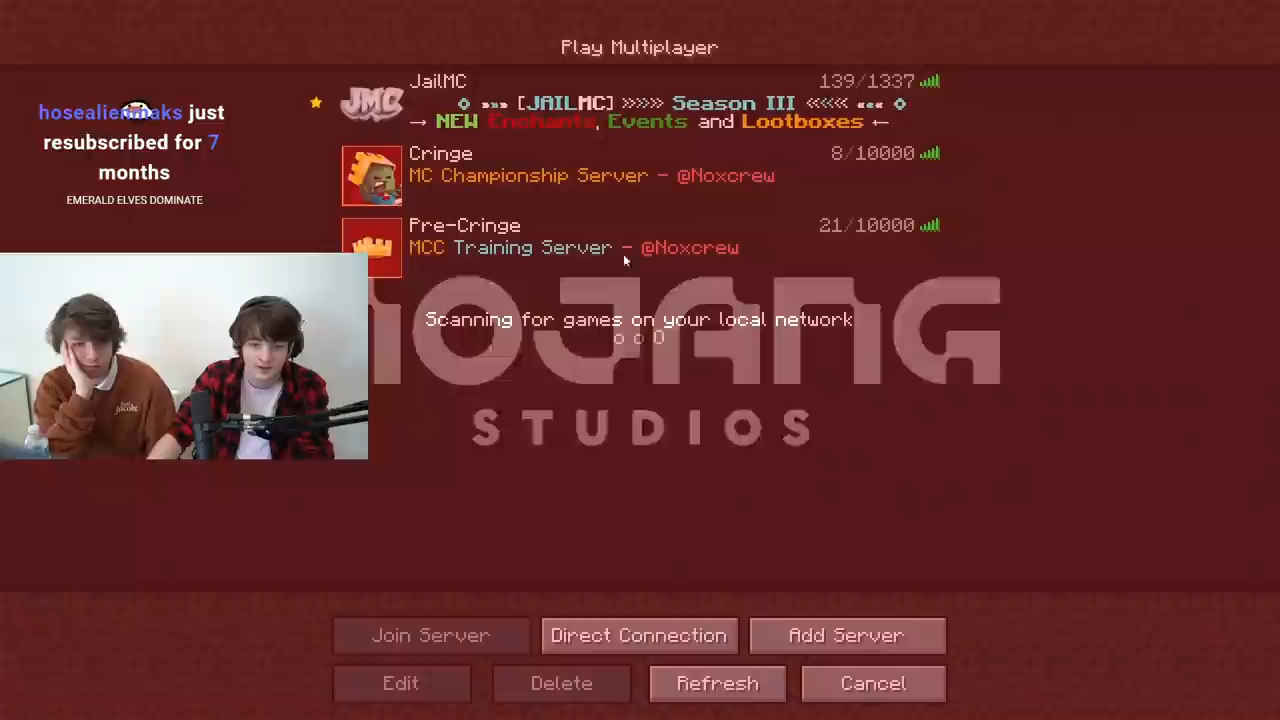 Play Multiplayer
hosealienmaks just
resubscribed for 7
months
EMERALD ELVES DOMINATE
JMC
JailMC
139/1337
[JAILMC] »»» Season III «««
→ NEW Enchants, Events and Lootboxes ←
Cringe
8/10000
MC Championship Server - @Noxcrew
Pre-Cringe
21/10000
MCC Training Server - @Noxcrew
MOJANG
STUDIOS
Scanning for games on your local network
o o O
Join Server
Direct Connection
Add Server
Edit
Delete
Refresh
Cancel